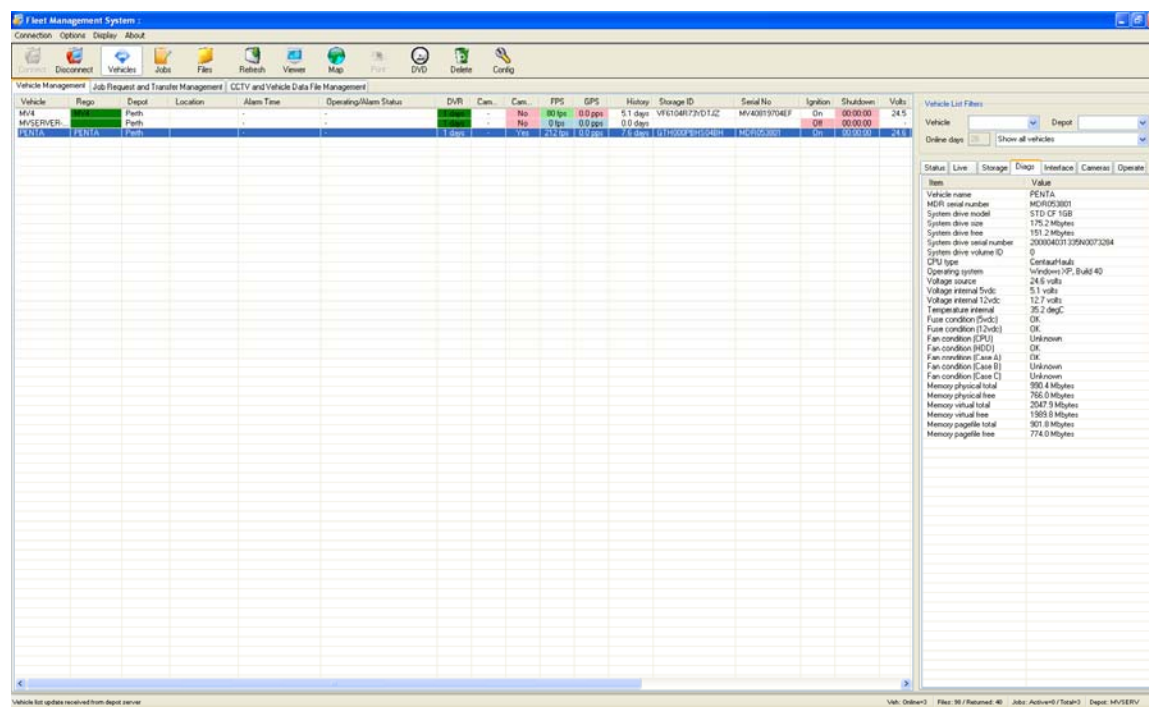 Fleet Management System :
Connection Options Display About
Connect Disconnect Vehicles Jobs Files Refresh Viewer Map Print DVD Delete Config
Vehicle Management Job Request and Transfer Management CCTV and Vehicle Data File Management
Vehicle Rego Depot Location Alarm Time Operating/Alarm Status DVR Cam... Cam... FPS GPS History Storage ID Serial No Ignition Shutdown Volts
MV4 MV4 Perth - - 1 days - No 80 fps 0.0 pps 5.1 days VF6104R73YD1JZ MV40819704EF On 00:00:00 24.5
MVSERVER-... Perth - - 1 days - No 0 fps 0.0 pps 0.0 days Off 00:00:00 -
PENTA PENTA Perth - - 1 days - Yes 212 fps 0.0 pps 7.6 days GTH000PBHS04BH MDR053801 On 00:00:00 24.6
Vehicle List Filters
Vehicle Depot
Online days Show all vehicles
Status Live Storage Diags Interface Cameras Operate
Item Value
Vehicle name PENTA
MDR serial number MDR053801
System drive model STD CF 1GB
System drive size 175.2 Mbytes
System drive free 151.2 Mbytes
System drive serial number 200804031335N0073284
System drive volume ID 0
CPU type CentaurHauls
Operating system Windows XP, Build 40
Voltage source 24.6 volts
Voltage internal 5vdc 5.1 volts
Voltage internal 12vdc 12.7 volts
Temperature internal 35.2 degC
Fuse condition (5vdc) OK
Fuse condition (12vdc) OK
Fan condition (CPU) Unknown
Fan condition (HDD) OK
Fan condition (Case A) OK
Fan condition (Case B) Unknown
Fan condition (Case C) Unknown
Memory physical total 990.4 Mbytes
Memory physical free 766.0 Mbytes
Memory virtual total 2047.9 Mbytes
Memory virtual free 1989.8 Mbytes
Memory pagefile total 901.8 Mbytes
Memory pagefile free 774.0 Mbytes
Vehicle list update received from depot server Veh: Online=3 Files: 90 / Returned: 40 Jobs: Active=0 / Total=3 Depot: MVSERV